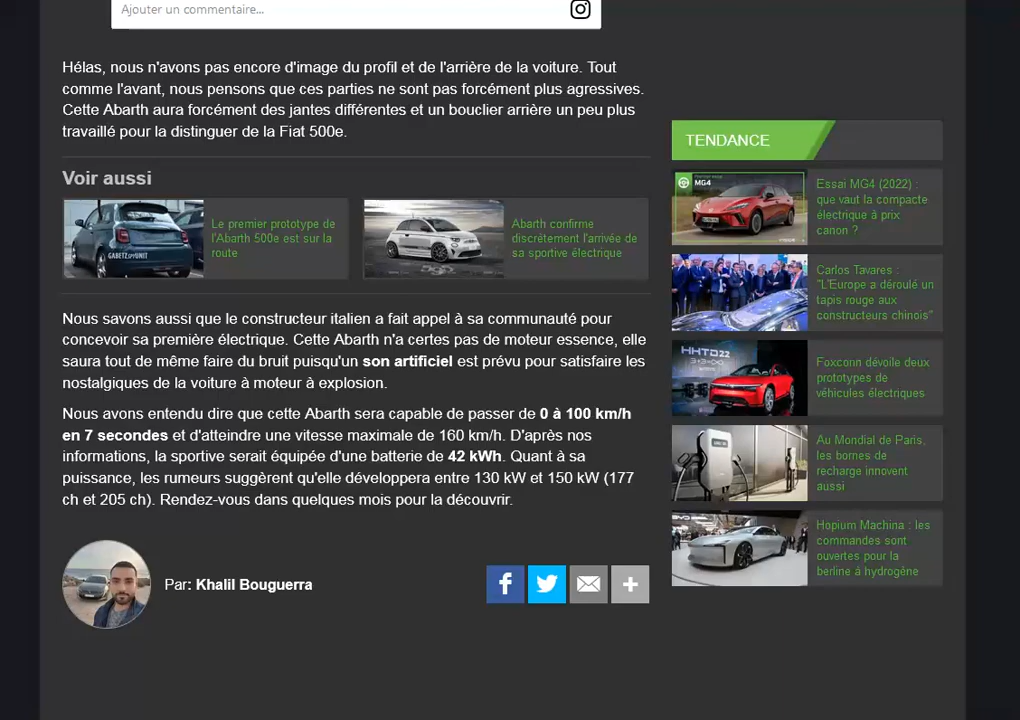 Ajouter un commentaire...
Hélas, nous n'avons pas encore d'image du profil et de l'arrière de la voiture. Tout
comme l'avant, nous pensons que ces parties ne sont pas forcément plus agressives.
Cette Abarth aura forcément des jantes différentes et un bouclier arrière un peu plus
travaillé pour la distinguer de la Fiat 500e.
Voir aussi
GABETZ SPIRIT
Le premier prototype de
l'Abarth 500e est sur la
route
Abarth confirme
discrètement l'arrivée de
sa sportive électrique
Nous savons aussi que le constructeur italien a fait appel à sa communauté pour
concevoir sa première électrique. Cette Abarth n'a certes pas de moteur essence, elle
saura tout de même faire du bruit puisqu'un son artificiel est prévu pour satisfaire les
nostalgiques de la voiture à moteur à explosion.
Nous avons entendu dire que cette Abarth sera capable de passer de 0 à 100 km/h
en 7 secondes et d'atteindre une vitesse maximale de 160 km/h. D'après nos
informations, la sportive serait équipée d'une batterie de 42 kWh. Quant à sa
puissance, les rumeurs suggèrent qu'elle développera entre 130 kW et 150 kW (177
ch et 205 ch). Rendez-vous dans quelques mois pour la découvrir.
Par: Khalil Bouguerra
TENDANCE
MG4
Essai MG4 (2022) :
que vaut la compacte
électrique à prix
canon ?
Carlos Tavares :
"L'Europe a déroulé un
tapis rouge aux
constructeurs chinois"
HHTD22
Foxconn dévoile deux
prototypes de
véhicules électriques
Au Mondial de Paris,
les bornes de
recharge innovent
aussi
Hopium Machina : les
commandes sont
ouvertes pour la
berline à hydrogène